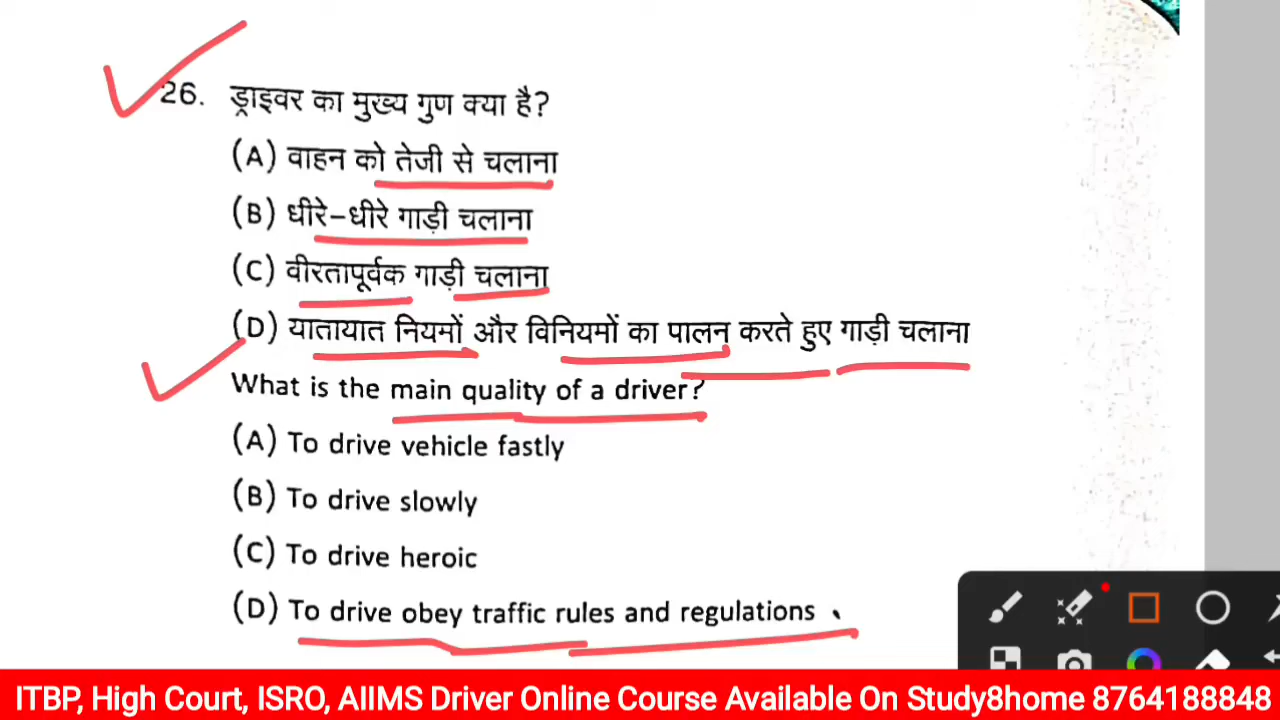 26. ड्राइवर का मुख्य गुण क्या है?
(A) वाहन को तेजी से चलाना
(B) धीरे-धीरे गाड़ी चलाना
(C) वीरतापूर्वक गाड़ी चलाना
(D) यातायात नियमों और विनियमों का पालन करते हुए गाड़ी चलाना
What is the main quality of a driver?
(A) To drive vehicle fastly
(B) To drive slowly
(C) To drive heroic
(D) To drive obey traffic rules and regulations
ITBP, High Court, ISRO, AIIMS Driver Online Course Available On Study8home 8764188848